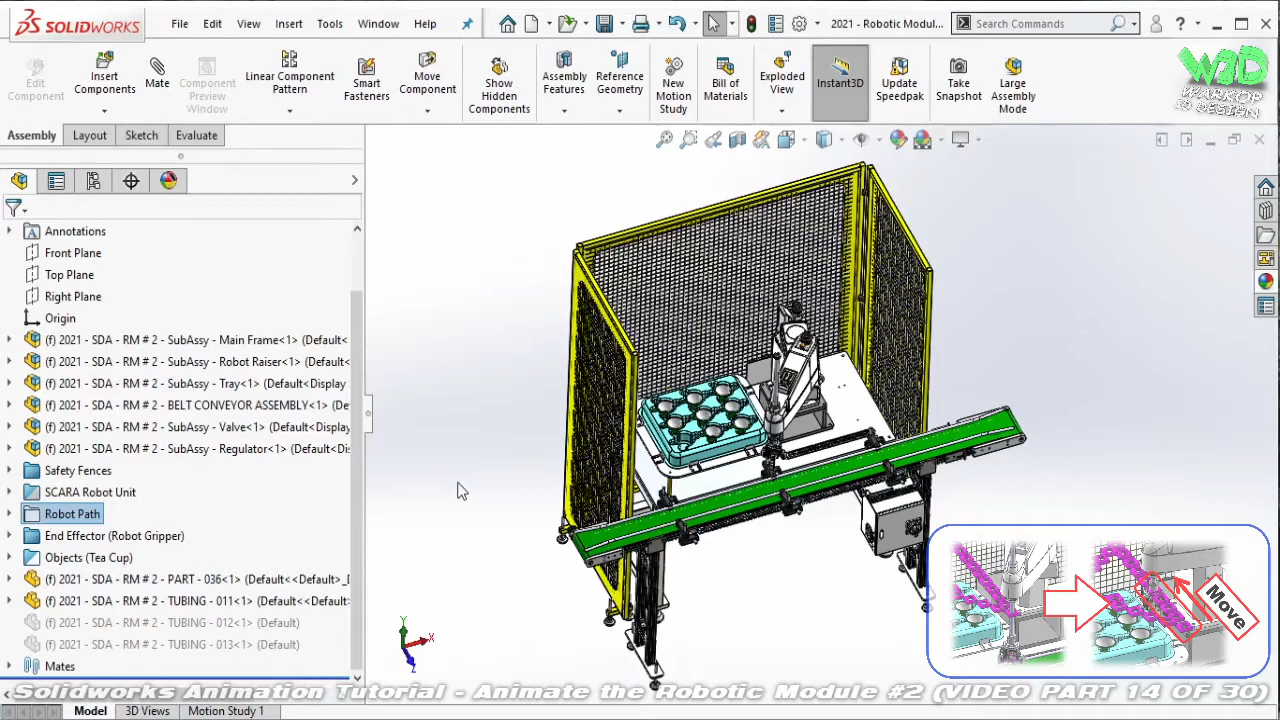 SOLIDWORKS
File Edit View Insert Tools Window Help
2021 - Robotic Modul...
Search Commands
?
Edit Component
Insert Components
Mate
Component Preview Window
Linear Component Pattern
Smart Fasteners
Move Component
Show Hidden Components
Assembly Features
Reference Geometry
New Motion Study
Bill of Materials
Exploded View
Instant3D
Update Speedpak
Take Snapshot
Large Assembly Mode
W3D
WARKOP 3D DESIGN
Assembly Layout Sketch Evaluate
Annotations
Front Plane
Top Plane
Right Plane
Origin
(f) 2021 - SDA - RM # 2 - SubAssy - Main Frame<1> (Default<
(f) 2021 - SDA - RM # 2 - SubAssy - Robot Raiser<1> (Default<
(f) 2021 - SDA - RM # 2 - SubAssy - Tray<1> (Default<Display
(f) 2021 - SDA - RM # 2 - BELT CONVEYOR ASSEMBLY<1> (De
(f) 2021 - SDA - RM # 2 - SubAssy - Valve<1> (Default<Display
(f) 2021 - SDA - RM # 2 - SubAssy - Regulator<1> (Default<Dis
Safety Fences
SCARA Robot Unit
Robot Path
End Effector (Robot Gripper)
Objects (Tea Cup)
(f) 2021 - SDA - RM # 2 - PART - 036<1> (Default<<Default>_D
(f) 2021 - SDA - RM # 2 - TUBING - 011<1> (Default<<Default>
(f) 2021 - SDA - RM # 2 - TUBING - 012<1> (Default)
(f) 2021 - SDA - RM # 2 - TUBING - 013<1> (Default)
Mates
Y
X
Z
Move
Solidworks Animation Tutorial - Animate the Robotic Module #2 (VIDEO PART 14 OF 30)
Model 3D Views Motion Study 1